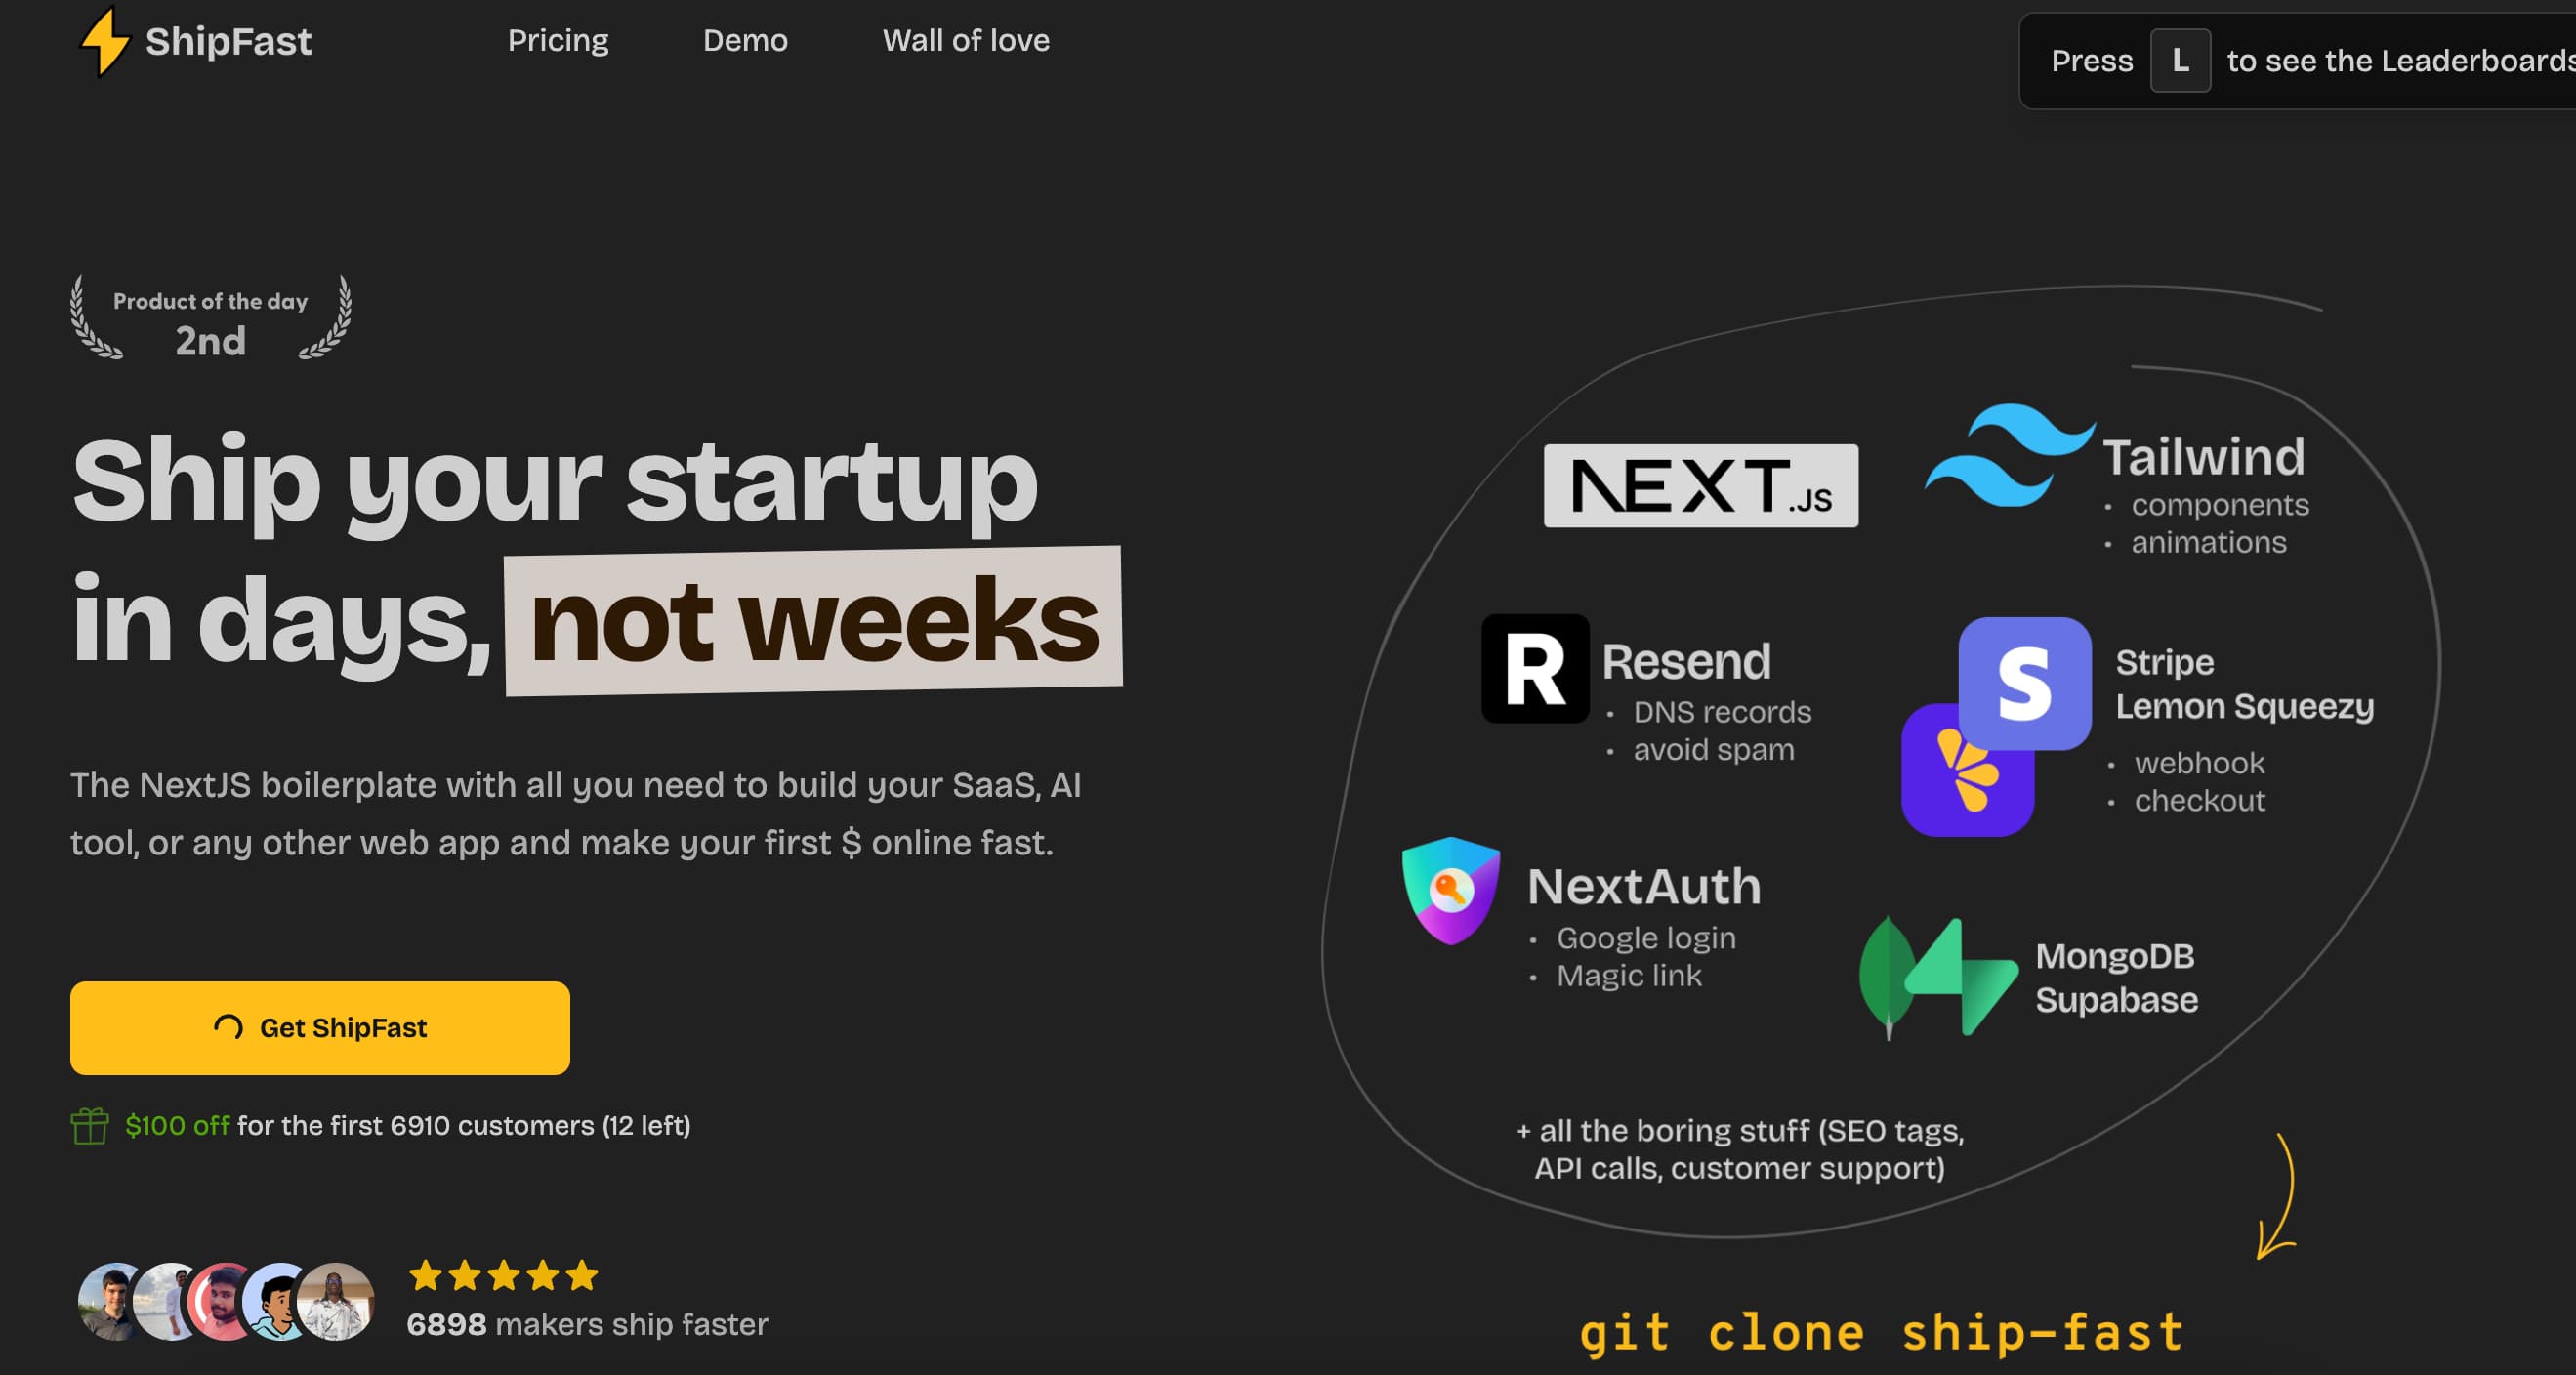 ShipFast
Pricing
Demo
Wall of love
Press L to see the Leaderboards
Product of the day
2nd
Ship your startup
in days, not weeks
The NextJS boilerplate with all you need to build your SaaS, AI
tool, or any other web app and make your first $ online fast.
Get ShipFast
$100 off for the first 6910 customers (12 left)
6898 makers ship faster
NEXT.JS
Tailwind
• components
• animations
R
Resend
• DNS records
• avoid spam
S
Stripe
Lemon Squeezy
• webhook
• checkout
NextAuth
• Google login
• Magic link
MongoDB
Supabase
+ all the boring stuff (SEO tags,
API calls, customer support)
git clone ship-fast